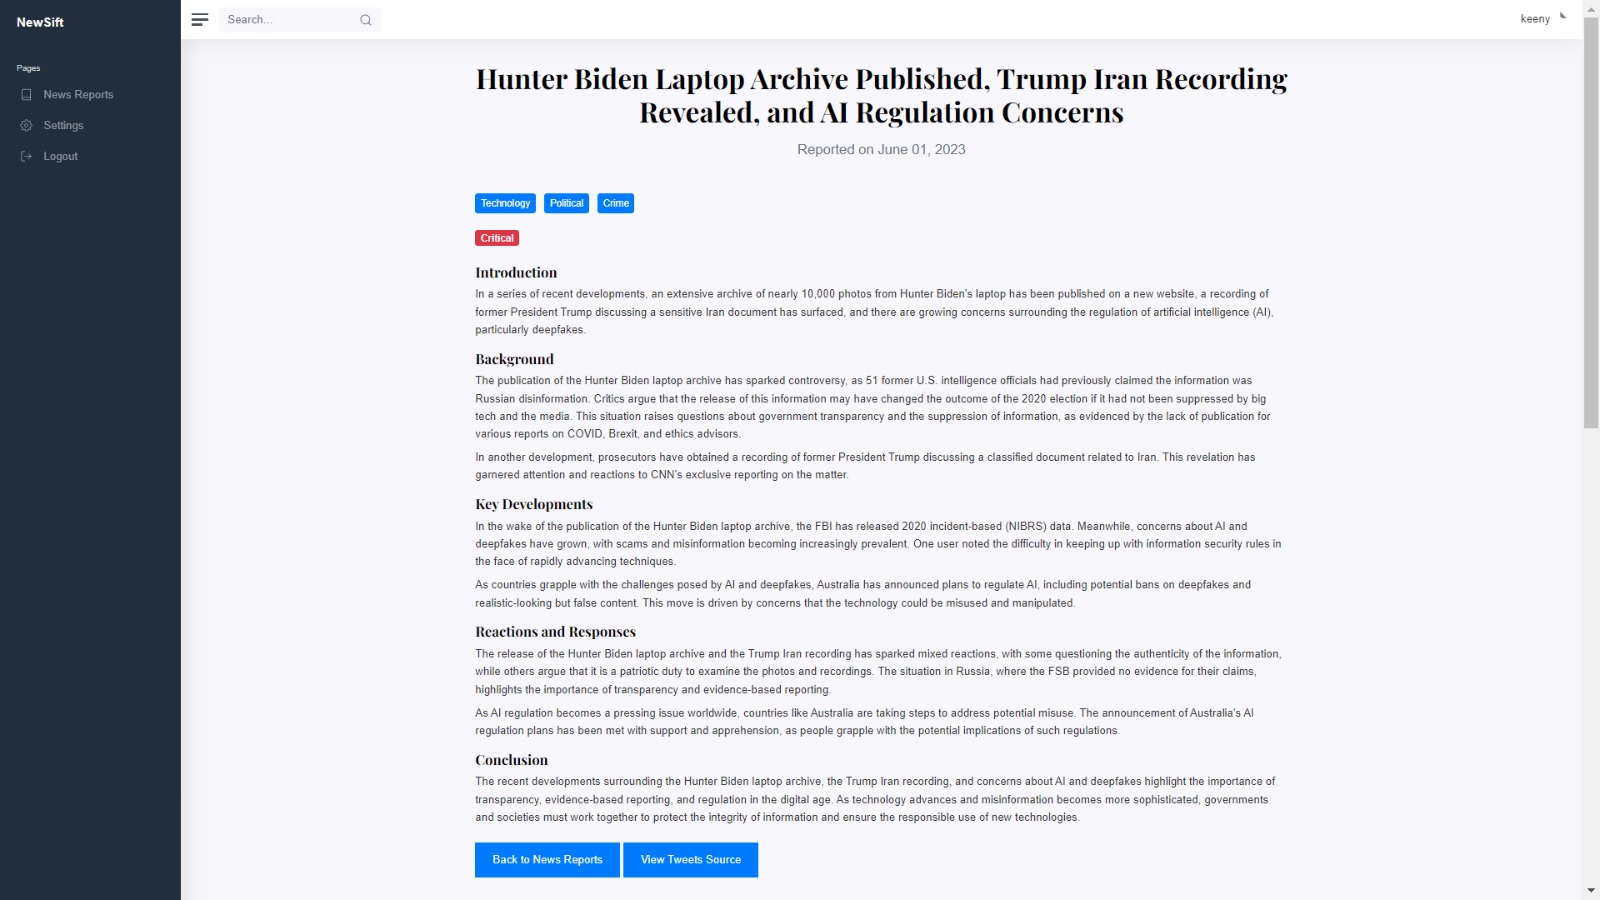 NewSift
Search...
keeny
Pages
News Reports
Settings
Logout
Hunter Biden Laptop Archive Published, Trump Iran Recording
Revealed, and AI Regulation Concerns
Reported on June 01, 2023
Technology Political Crime
Critical
Introduction
In a series of recent developments, an extensive archive of nearly 10,000 photos from Hunter Biden's laptop has been published on a new website, a recording of
former President Trump discussing a sensitive Iran document has surfaced, and there are growing concerns surrounding the regulation of artificial intelligence (AI),
particularly deepfakes.
Background
The publication of the Hunter Biden laptop archive has sparked controversy, as 51 former U.S. intelligence officials had previously claimed the information was
Russian disinformation. Critics argue that the release of this information may have changed the outcome of the 2020 election if it had not been suppressed by big
tech and the media. This situation raises questions about government transparency and the suppression of information, as evidenced by the lack of publication for
various reports on COVID, Brexit, and ethics advisors.
In another development, prosecutors have obtained a recording of former President Trump discussing a classified document related to Iran. This revelation has
garnered attention and reactions to CNN's exclusive reporting on the matter.
Key Developments
In the wake of the publication of the Hunter Biden laptop archive, the FBI has released 2020 incident-based (NIBRS) data. Meanwhile, concerns about AI and
deepfakes have grown, with scams and misinformation becoming increasingly prevalent. One user noted the difficulty in keeping up with information security rules in
the face of rapidly advancing techniques.
As countries grapple with the challenges posed by AI and deepfakes, Australia has announced plans to regulate AI, including potential bans on deepfakes and
realistic-looking but false content. This move is driven by concerns that the technology could be misused and manipulated.
Reactions and Responses
The release of the Hunter Biden laptop archive and the Trump Iran recording has sparked mixed reactions, with some questioning the authenticity of the information,
while others argue that it is a patriotic duty to examine the photos and recordings. The situation in Russia, where the FSB provided no evidence for their claims,
highlights the importance of transparency and evidence-based reporting.
As AI regulation becomes a pressing issue worldwide, countries like Australia are taking steps to address potential misuse. The announcement of Australia's AI
regulation plans has been met with support and apprehension, as people grapple with the potential implications of such regulations.
Conclusion
The recent developments surrounding the Hunter Biden laptop archive, the Trump Iran recording, and concerns about AI and deepfakes highlight the importance of
transparency, evidence-based reporting, and regulation in the digital age. As technology advances and misinformation becomes more sophisticated, governments
and societies must work together to protect the integrity of information and ensure the responsible use of new technologies.
Back to News Reports View Tweets Source